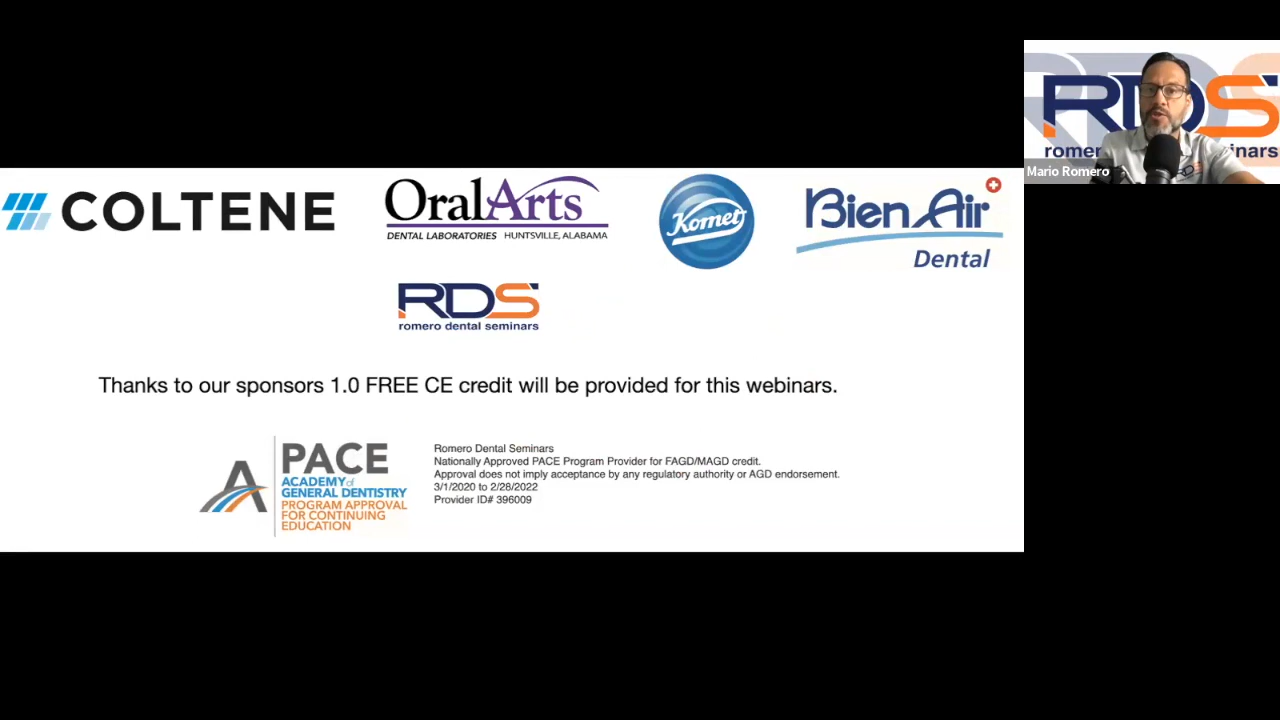 COLTENE
OralArts
DENTAL LABORATORIES HUNTSVILLE, ALABAMA
Komet
Bien Air
Dental
RDS
romero dental seminars
Thanks to our sponsors 1.0 FREE CE credit will be provided for this webinars.
PACE
ACADEMY of
GENERAL DENTISTRY
PROGRAM APPROVAL
FOR CONTINUING
EDUCATION
Romero Dental Seminars
Nationally Approved PACE Program Provider for FAGD/MAGD credit.
Approval does not imply acceptance by any regulatory authority or AGD endorsement.
3/1/2020 to 2/28/2022
Provider ID# 396009
RDS
romer inars
Mario Romero